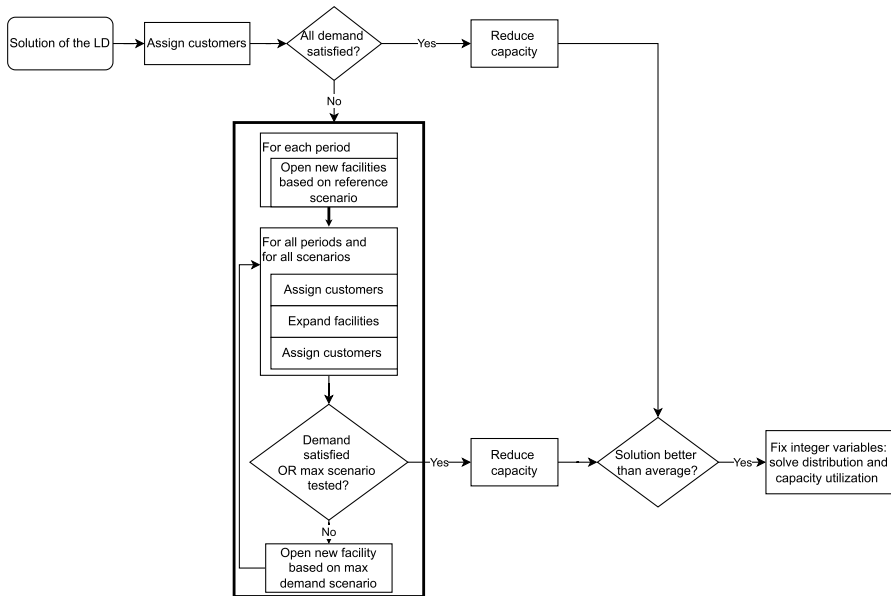 Solution of the LD
Assign customers
All demand
satisfied?
Yes
Reduce
capacity
No
For each period
Open new facilities
based on reference
scenario
For all periods and
for all scenarios
Assign customers
Expand facilities
Assign customers
Demand
satisfied
OR max scenario
tested?
Yes
Reduce
capacity
Solution better
than average?
Yes
Fix integer variables:
solve distribution and
capacity utilization
No
Open new facility
based on max
demand scenario